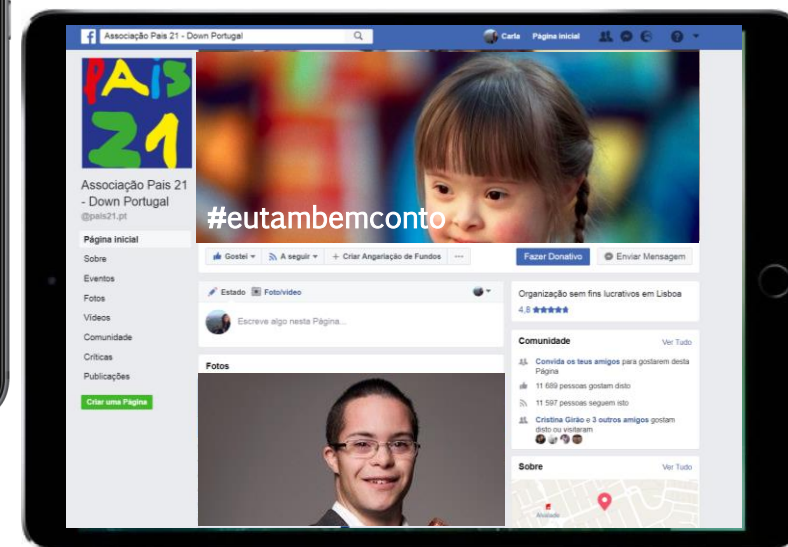 Associação Pais 21 - Down Portugal
Carla Página inicial
PAIS
21
Associação Pais 21
- Down Portugal
@pais21.pt
Página inicial
Sobre
Eventos
Fotos
Vídeos
Comunidade
Críticas
Publicações
Criar uma Página
#eutambemconto
Gostei A seguir + Criar Angariação de Fundos ...
Fazer Donativo Enviar Mensagem
Estado Foto/vídeo
Escreve algo nesta Página...
Fotos
Organização sem fins lucrativos em Lisboa
4,8 ★★★★★
Comunidade Ver Tudo
Convida os teus amigos para gostarem desta
Página
11 689 pessoas gostam disto
11 597 pessoas seguem isto
Cristina Girão e 3 outros amigos gostam
disto ou visitaram
Sobre Ver Tudo
Alvalade